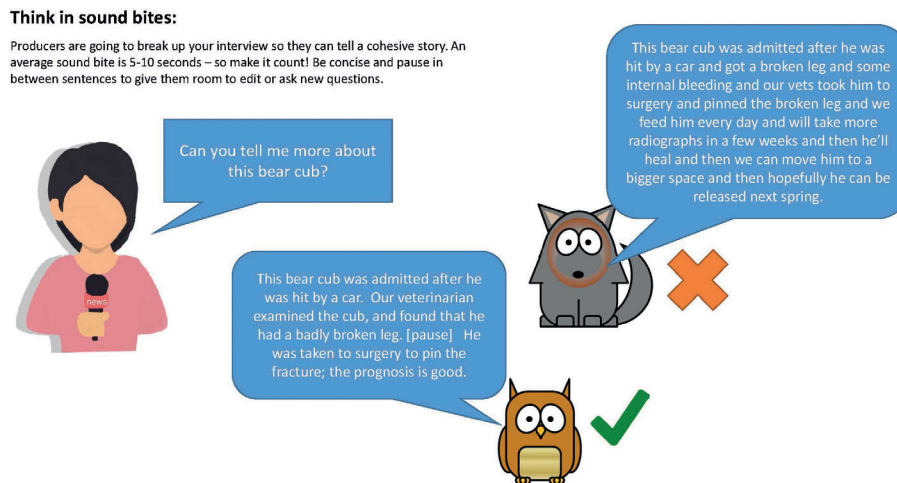 Think in sound bites:
Producers are going to break up your interview so they can tell a cohesive story. An
average sound bite is 5-10 seconds – so make it count! Be concise and pause in
between sentences to give them room to edit or ask new questions.
Can you tell me more about
this bear cub?
news
This bear cub was admitted after he was
hit by a car and got a broken leg and some
internal bleeding and our vets took him to
surgery and pinned the broken leg and we
feed him every day and will take more
radiographs in a few weeks and then he’ll
heal and then we can move him to a
bigger space and then hopefully he can be
released next spring.
This bear cub was admitted after he
was hit by a car.  Our veterinarian
examined the cub, and found that he
had a badly broken leg. [pause]   He
was taken to surgery to pin the
fracture; the prognosis is good.